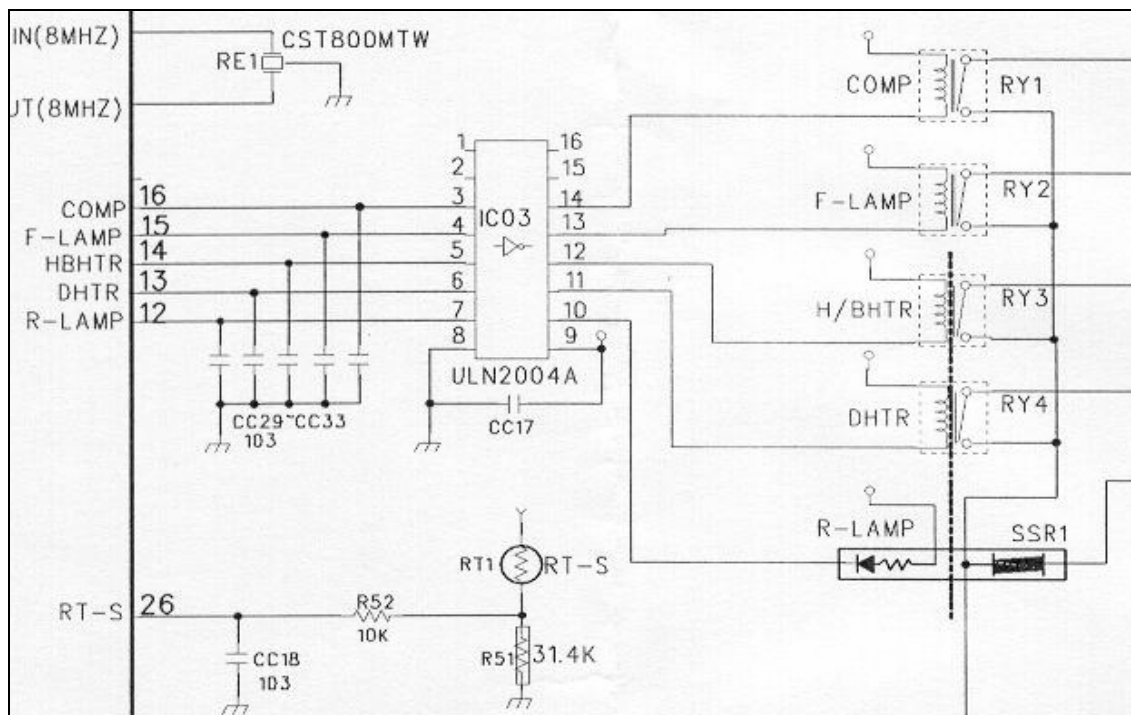 IN(8MHZ)
CST800MTW
RE1
UT(8MHZ)
COMP
RY1
1
16
2
15
16
3
14
COMP
IC03
F-LAMP
RY2
15
4
13
F-LAMP
14
5
12
HBHTR
13
6
11
DHTR
12
7
10
R-LAMP
8
9
H/BHTR
RY3
ULN2004A
CC29~CC33
103
CC17
DHTR
RY4
R-LAMP
SSR1
RT1
RT-S
RT-S
26
R52
10K
R51
31.4K
CC18
103